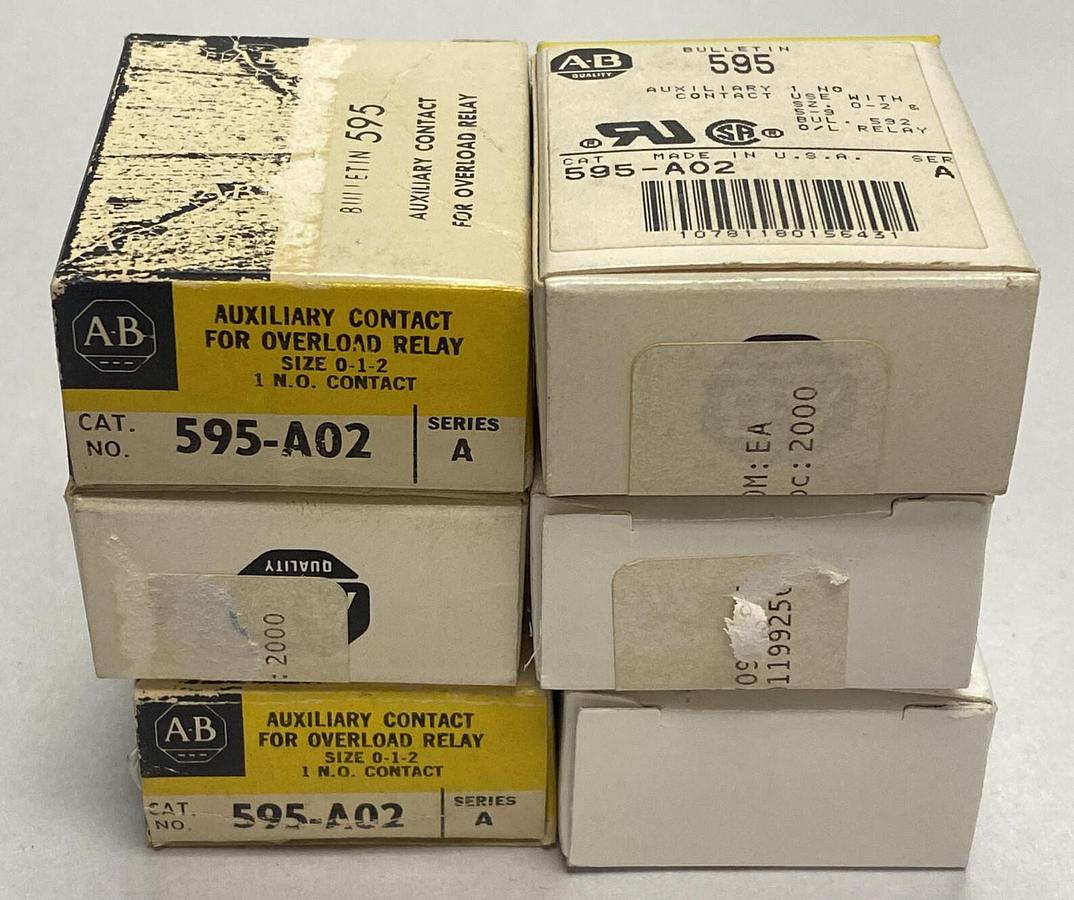 BULLETIN 595
AUXILIARY CONTACT
FOR OVERLOAD RELAY
A-B
AUXILIARY CONTACT
FOR OVERLOAD RELAY
SIZE 0-1-2
1 N.O. CONTACT
CAT.
NO.
595-A02
SERIES
A
A-B
QUALITY
BULLETIN
595
AUXILIARY 1 NO
CONTACT USE WITH
SZ. 0-2 &
BUL. 592
O/L RELAY
CAT MADE IN U.S.A. SER
595-A02 A
:EA
:2000
QUALITY
:2000
A-B
AUXILIARY CONTACT
FOR OVERLOAD RELAY
SIZE 0-1-2
1 N.O. CONTACT
CAT.
NO.
595-A02
SERIES
A